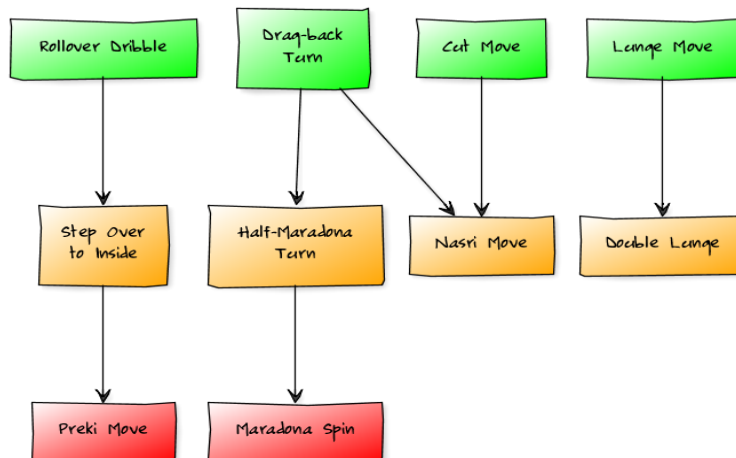 Rollover Dribble
Drag-back
Turn
Cut Move
Lunge Move
Step Over
to Inside
Half-Maradona
Turn
Nasri Move
Double Lunge
Preki Move
Maradona Spin